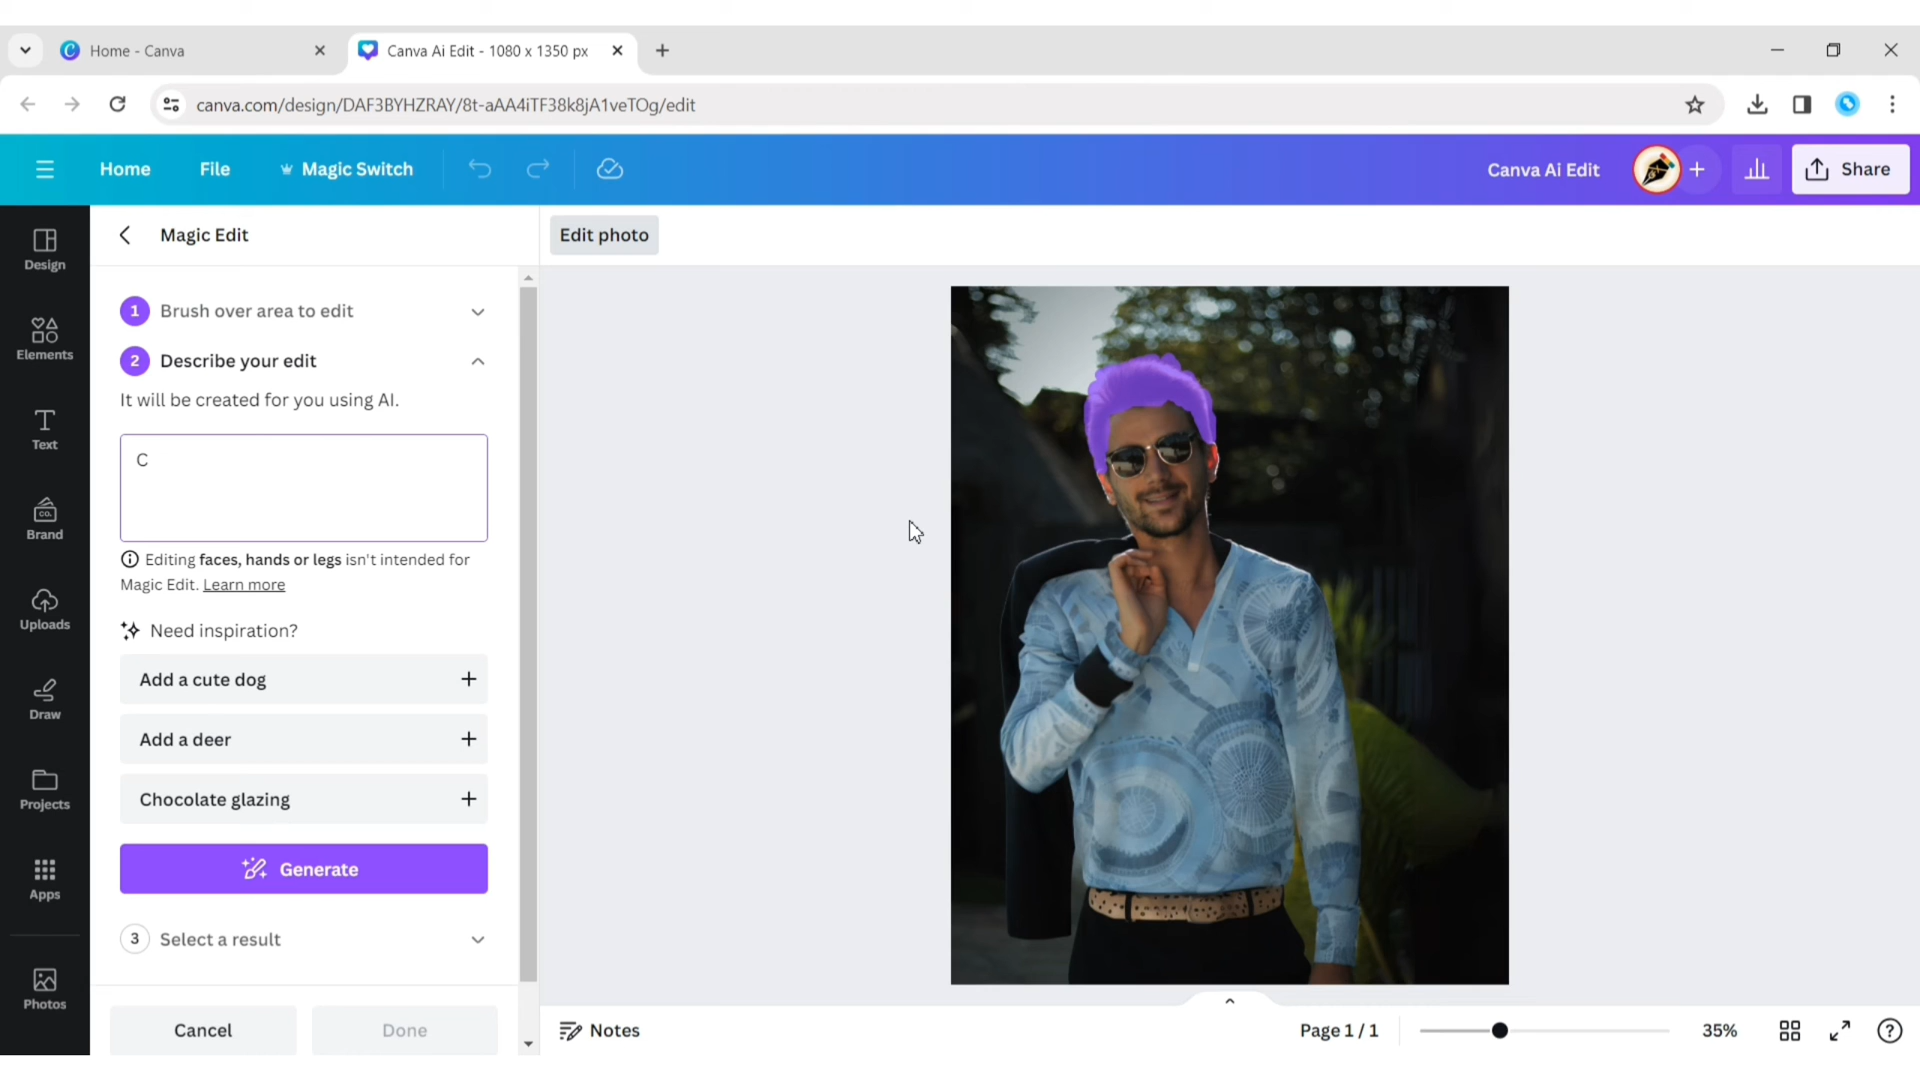 Home - Canva
Canva Ai Edit - 1080 x 1350 px
canva.com/design/DAF3BYHZRAY/8t-aAA4iTF38k8jA1veTOg/edit
Home
File
Magic Switch
Canva Ai Edit
Share
Design
Elements
Text
CO.
Brand
Uploads
Draw
Projects
Apps
Photos
Magic Edit
Edit photo
1 Brush over area to edit
2 Describe your edit
It will be created for you using AI.
C
Editing faces, hands or legs isn't intended for
Magic Edit. Learn more
Need inspiration?
Add a cute dog
Add a deer
Chocolate glazing
Generate
3 Select a result
Cancel
Done
Notes
Page 1 / 1
35%